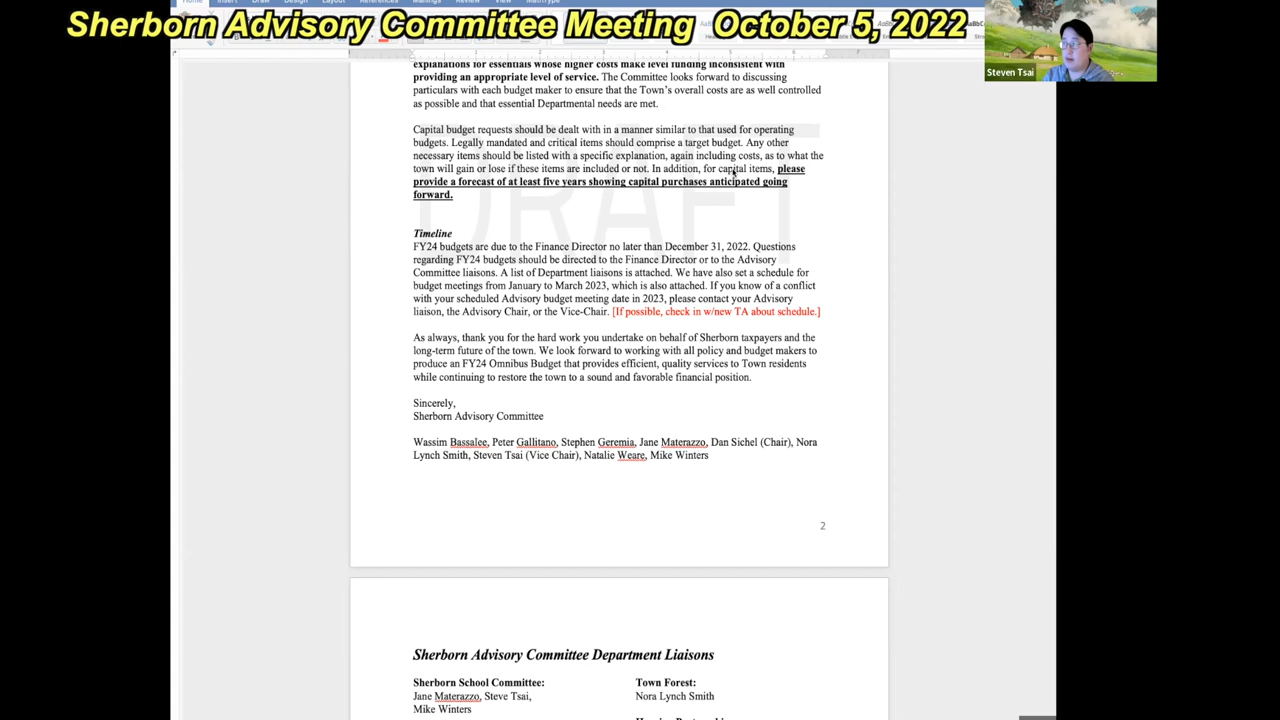 Sherborn Advisory Committee Meeting October 5, 2022
Steven Tsai
explanations for essentials whose higher costs make level funding inconsistent with
providing an appropriate level of service. The Committee looks forward to discussing
particulars with each budget maker to ensure that the Town's overall costs are as well controlled
as possible and that essential Departmental needs are met.
DRAFT
Capital budget requests should be dealt with in a manner similar to that used for operating
budgets. Legally mandated and critical items should comprise a target budget. Any other
necessary items should be listed with a specific explanation, again including costs, as to what the
town will gain or lose if these items are included or not. In addition, for capital items, please
provide a forecast of at least five years showing capital purchases anticipated going
forward.
Timeline
FY24 budgets are due to the Finance Director no later than December 31, 2022. Questions
regarding FY24 budgets should be directed to the Finance Director or to the Advisory
Committee liaisons. A list of Department liaisons is attached. We have also set a schedule for
budget meetings from January to March 2023, which is also attached. If you know of a conflict
with your scheduled Advisory budget meeting date in 2023, please contact your Advisory
liaison, the Advisory Chair, or the Vice-Chair. [If possible, check in w/new TA about schedule.]
As always, thank you for the hard work you undertake on behalf of Sherborn taxpayers and the
long-term future of the town. We look forward to working with all policy and budget makers to
produce an FY24 Omnibus Budget that provides efficient, quality services to Town residents
while continuing to restore the town to a sound and favorable financial position.
Sincerely,
Sherborn Advisory Committee
Wassim Bassalee, Peter Gallitano, Stephen Geremia, Jane Materazzo, Dan Sichel (Chair), Nora
Lynch Smith, Steven Tsai (Vice Chair), Natalie Weare, Mike Winters
2
Sherborn Advisory Committee Department Liaisons
Sherborn School Committee:
Jane Materazzo, Steve Tsai,
Mike Winters
Town Forest:
Nora Lynch Smith